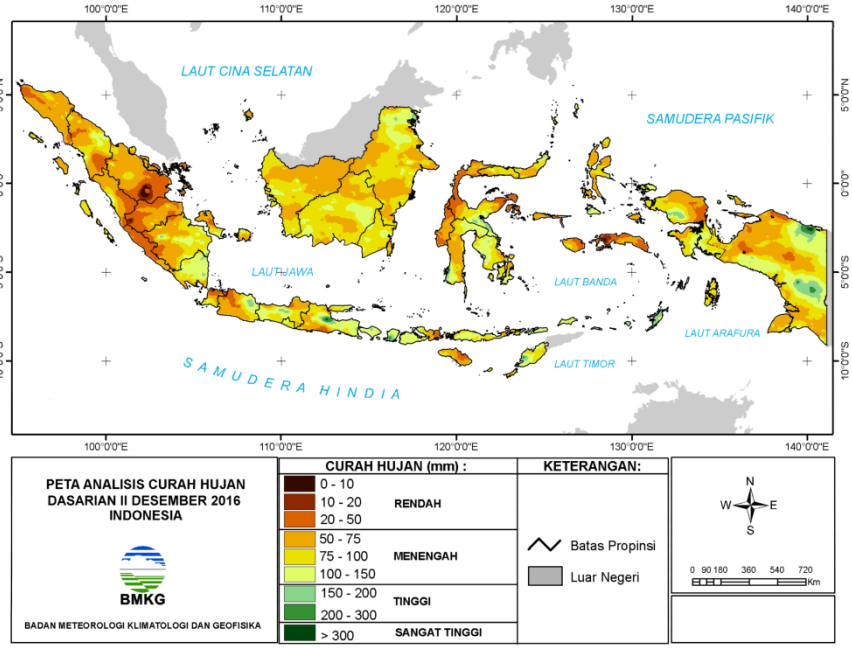 100°0'0"E 110°0'0"E 120°0'0"E 130°0'0"E 140°0'0"E
LAUT CINA SELATAN
SAMUDERA PASIFIK
5°0'0"N
0°0'0"
LAUT JAWA
LAUT BANDA
5°0'0"S
LAUT ARAFURA
LAUT TIMOR
10°0'0"S
SAMUDERA HINDIA
100°0'0"E 110°0'0"E 120°0'0"E 130°0'0"E 140°0'0"E
PETA ANALISIS CURAH HUJAN
DASARIAN II DESEMBER 2016
INDONESIA
BMKG
BADAN METEOROLOGI KLIMATOLOGI DAN GEOFISIKA
CURAH HUJAN (mm) :
0 - 10
10 - 20 RENDAH
20 - 50
50 - 75
75 - 100 MENENGAH
100 - 150
150 - 200
TINGGI
200 - 300
> 300 SANGAT TINGGI
KETERANGAN:
Batas Propinsi
Luar Negeri
N
W E
S
0 90 180 360 540 720
Km